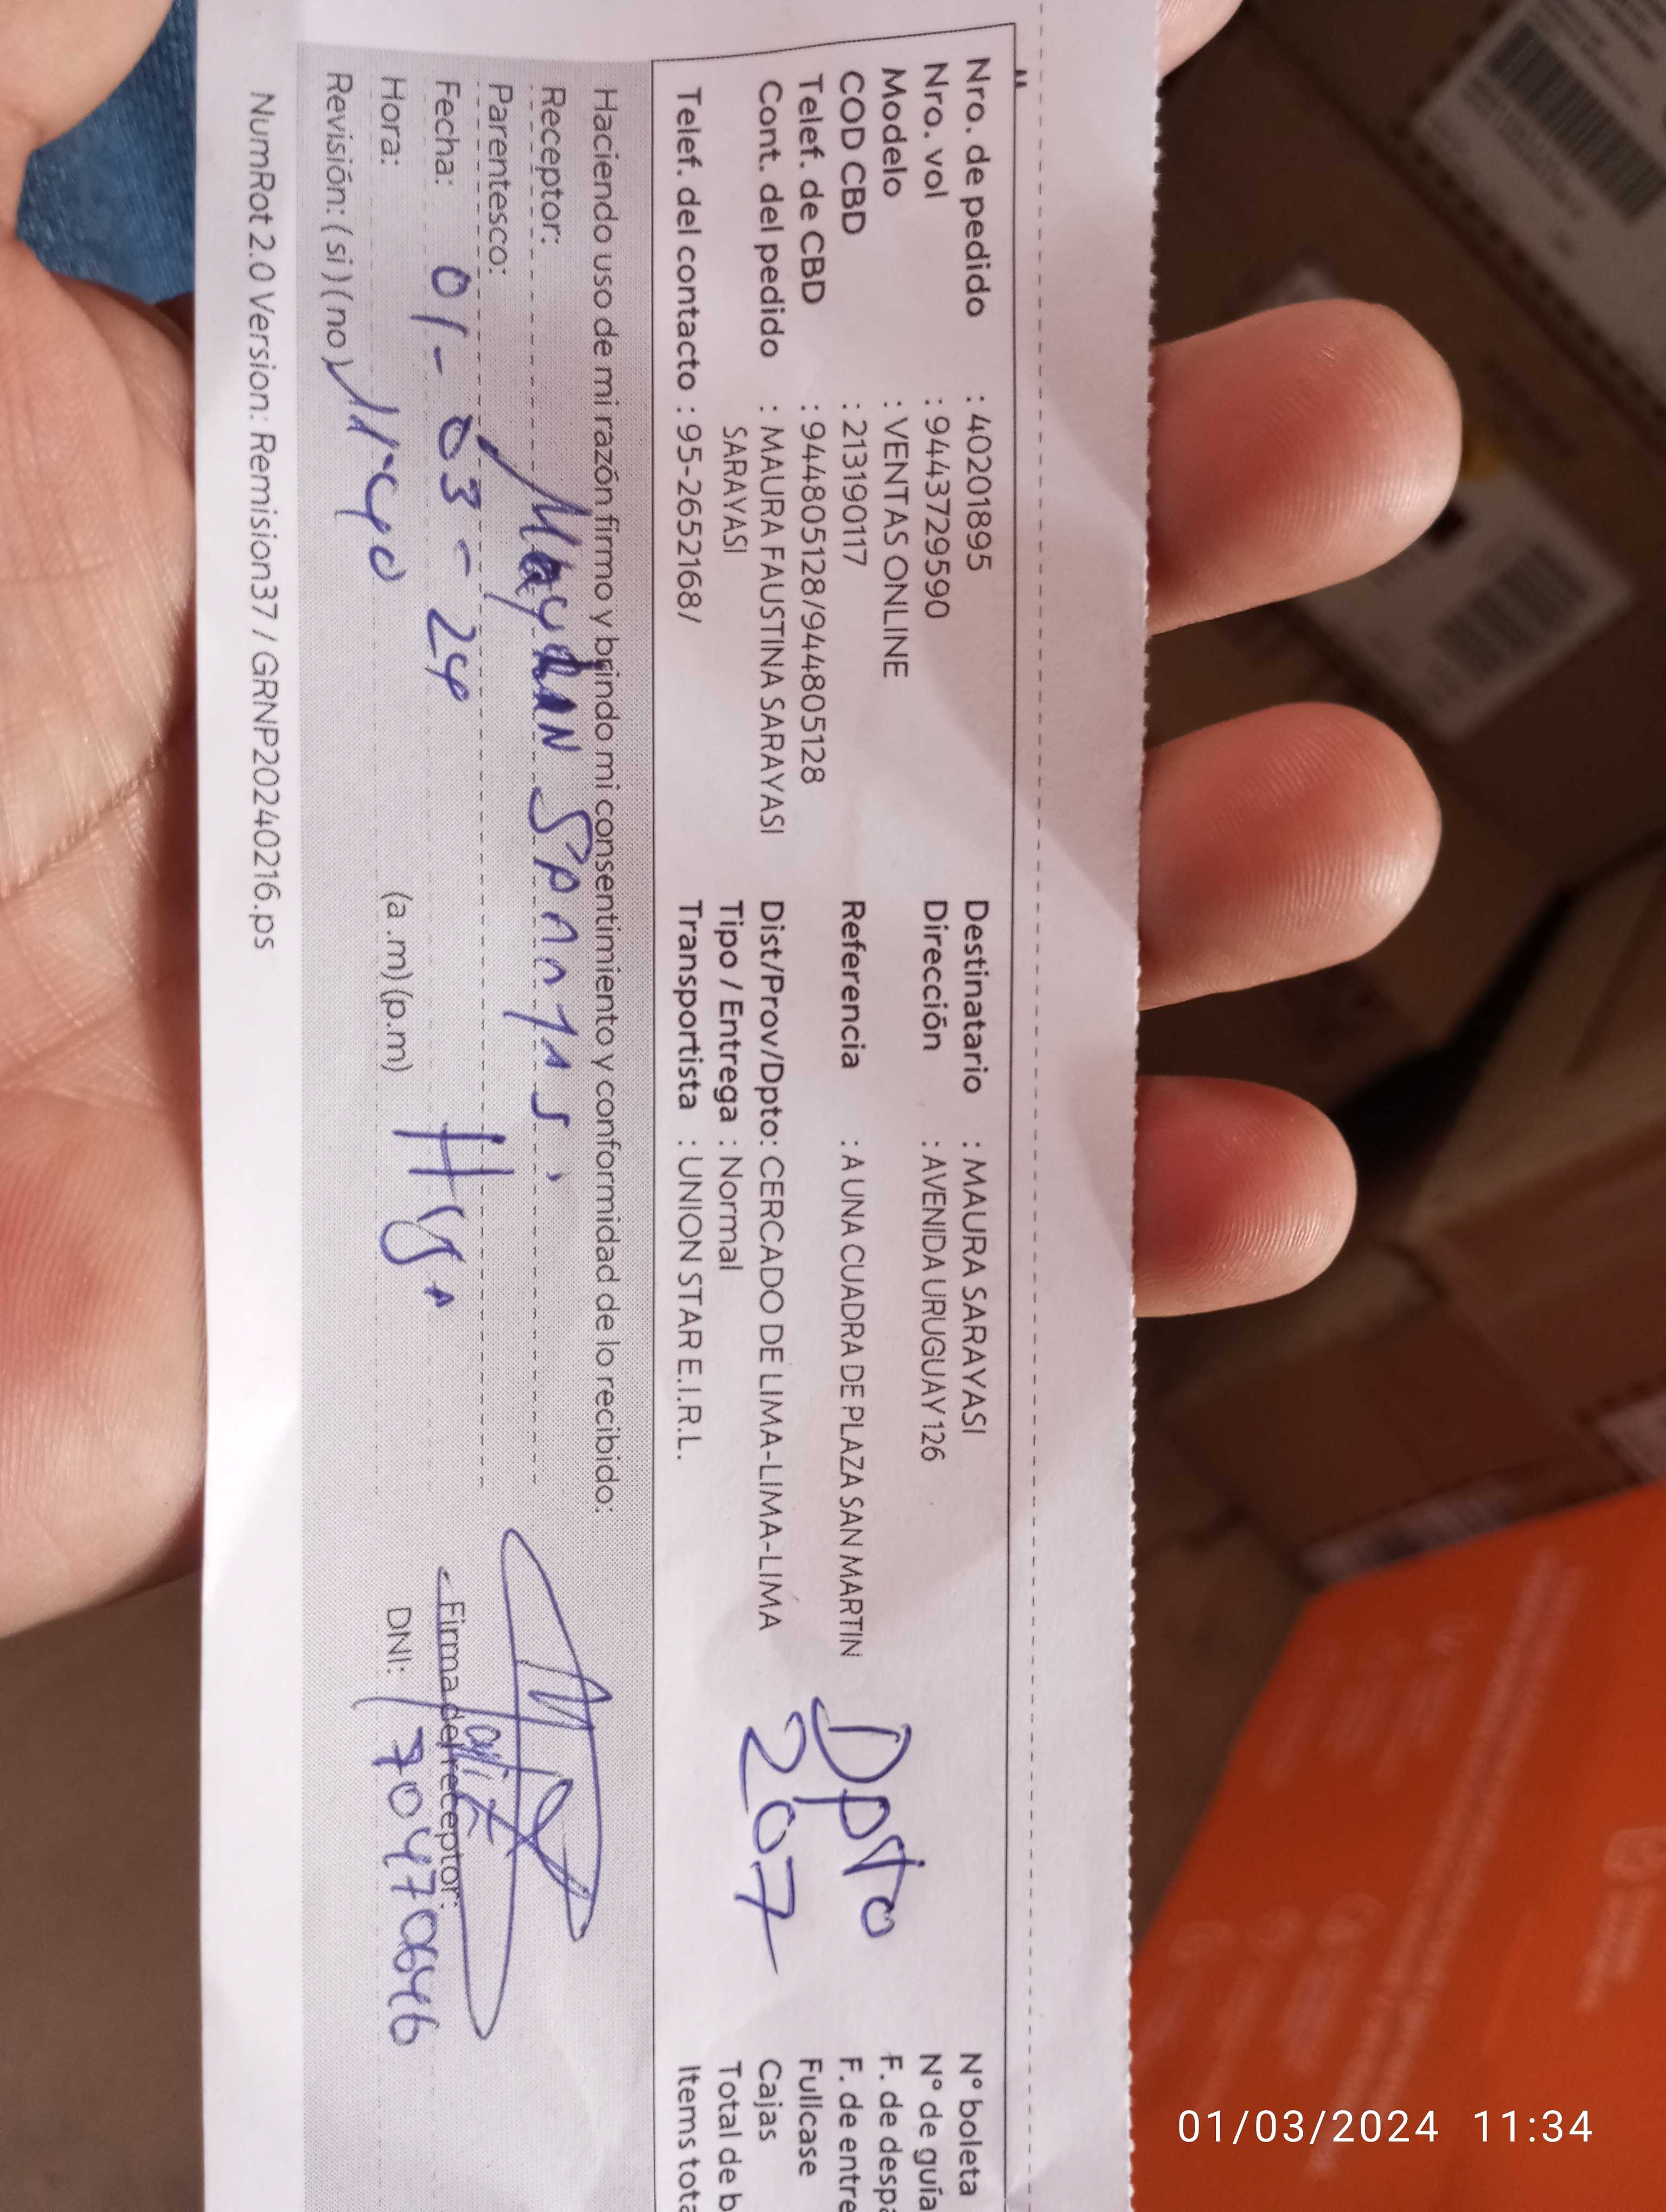 Nro. de pedido : 402018895
Nro. vol : 9443729590
Modelo : VENTAS ONLINE
COD CBD : 213190117
Telef. de CBD : 944805128/944805128
Cont. del pedido : MAURA FAUSTINA SARAYASI
SARAYASI
Telef. del contacto : 95-2652168/
Destinatario : MAURA SARAYASI
Dirección : AVENIDA URUGUAY 126
Referencia : A UNA CUADRA DE PLAZA SAN MARTIN
Dist/Prov/Dpto: CERCADO DE LIMA-LIMA-LIMA
Tipo / Entrega : Normal
Transportista : UNION STAR E.I.R.L.
Dpto
207
N° boleta
N° de guía
F. de despa
F. de entre
Fullcase
Cajas
Total de b
Items tota
Haciendo uso de mi razón firmo y brindo mi consentimiento y conformidad de lo recibido:
Receptor:
Parentesco:
Fecha: 01-03-24
Hora: 11:40 (a .m)(p.m)
Revisión: ( si ) ( no )
Firma del receptor:
DNI: 70470646
NumRot 2.0 Version: Remision37 / GRNP20240216.ps
01/03/2024 11:34